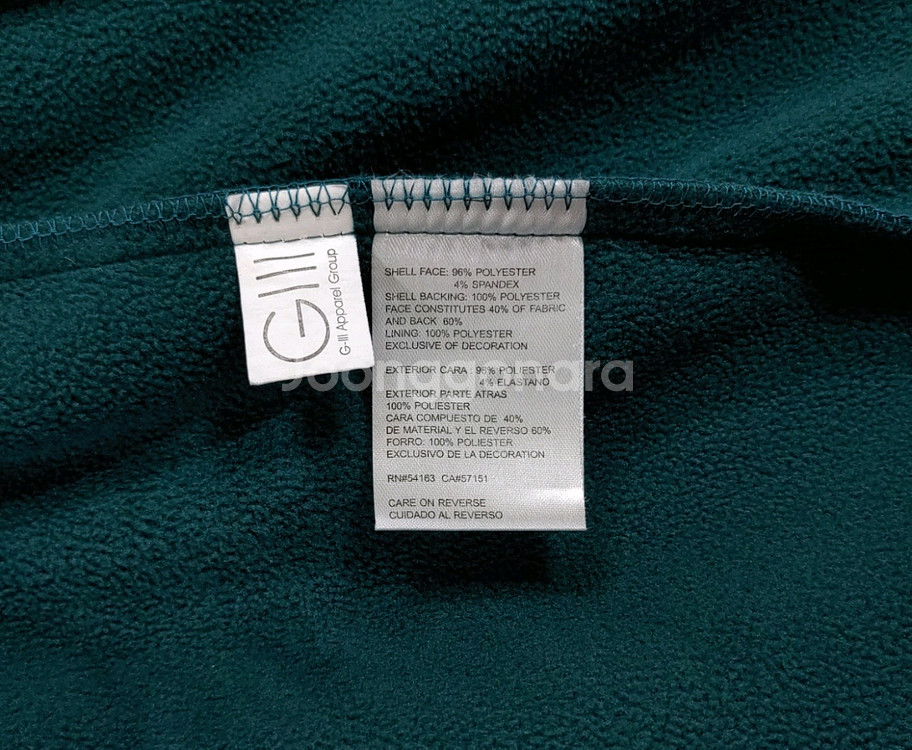 G-III
G-III Apparel Group
SHELL FACE: 96% POLYESTER
4% SPANDEX
SHELL BACKING: 100% POLYESTER
FACE CONSTITUTES 40% OF FABRIC
AND BACK 60%
LINING: 100% POLYESTER
EXCLUSIVE OF DECORATION
EXTERIOR CARA : 96% POLYESTER
4% ELASTANO
EXTERIOR PARTE ATRAS
100% POLIESTER
CARA COMPUESTO DE 40%
DE MATERIAL Y EL REVERSO 60%
FORRO: 100% POLIESTER
EXCLUSIVO DE LA DECORATION
RN#54163 CA#57151
CARE ON REVERSE
CUIDADO AL REVERSO
Joonggonara